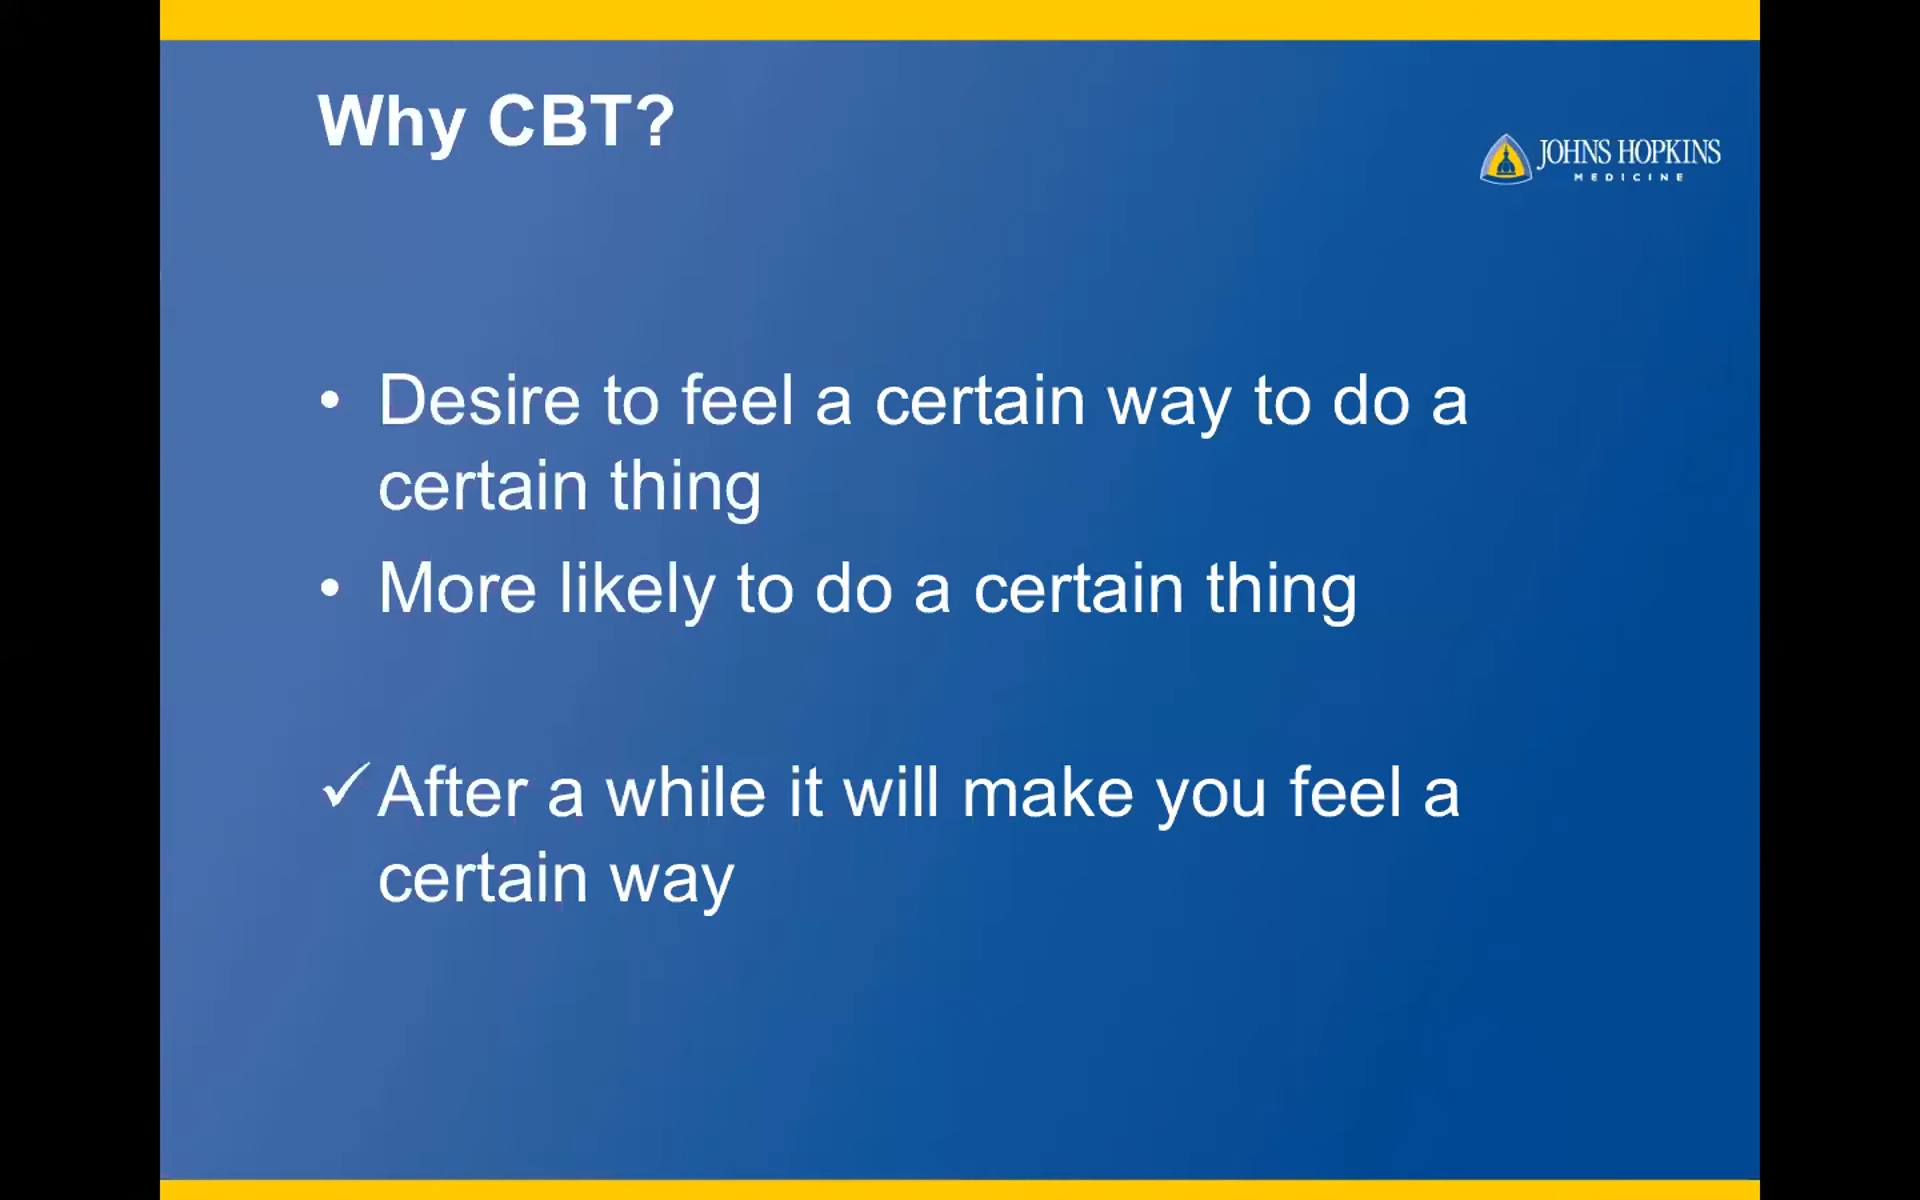 Why CBT?
JOHNS HOPKINS
MEDICINE
• Desire to feel a certain way to do a
certain thing
• More likely to do a certain thing
✓ After a while it will make you feel a
certain way